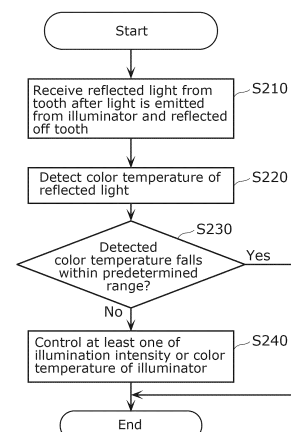 Start
Receive reflected light from
tooth after light is emitted
from illuminator and reflected
off tooth
S210
Detect color temperature of
reflected light
S220
S230
Detected
color temperature falls
within predetermined
range?
Yes
No
Control at least one of
illumination intensity or color
temperature of illuminator
S240
End